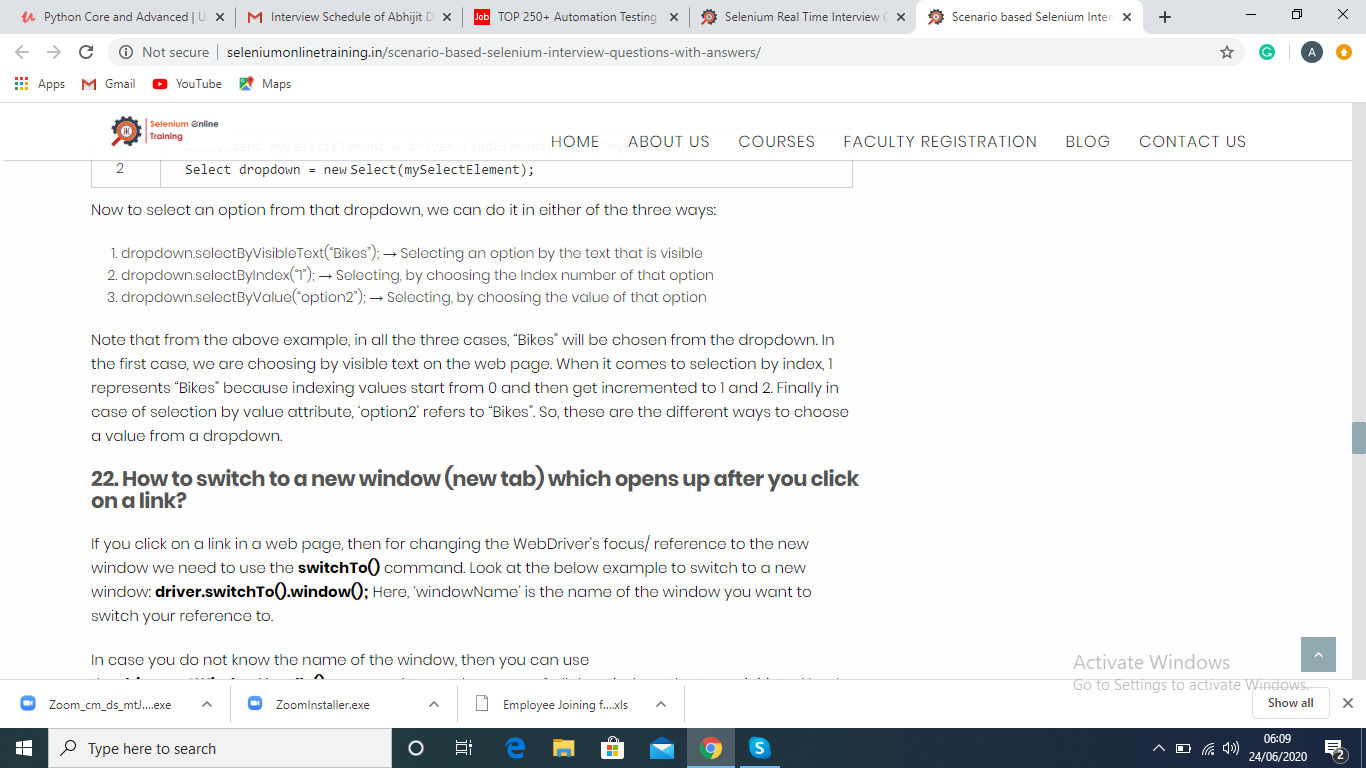 Python Core and Advanced | U
Interview Schedule of Abhijit D
Job TOP 250+ Automation Testing
Selenium Real Time Interview
Scenario based Selenium Inter
Not secure | seleniumonlinetraining.in/scenario-based-selenium-interview-questions-with-answers/
A
Apps Gmail YouTube Maps
Selenium Online
Training
HOME ABOUT US COURSES FACULTY REGISTRATION BLOG CONTACT US
mySelectElement = driver.findElement
2 Select dropdown = new Select(mySelectElement);
Now to select an option from that dropdown, we can do it in either of the three ways:
1. dropdown.selectByVisibleText(“Bikes”); → Selecting an option by the text that is visible
2. dropdown.selectByIndex(“1”); → Selecting, by choosing the Index number of that option
3. dropdown.selectByValue(“option2”); → Selecting, by choosing the value of that option
Note that from the above example, in all the three cases, “Bikes” will be chosen from the dropdown. In
the first case, we are choosing by visible text on the web page. When it comes to selection by index, 1
represents “Bikes” because indexing values start from 0 and then get incremented to 1 and 2. Finally in
case of selection by value attribute, ‘option2’ refers to “Bikes”. So, these are the different ways to choose
a value from a dropdown.
22. How to switch to a new window (new tab) which opens up after you click
on a link?
If you click on a link in a web page, then for changing the WebDriver’s focus/ reference to the new
window we need to use the switchTo() command. Look at the below example to switch to a new
window: driver.switchTo().window(); Here, ‘windowName’ is the name of the window you want to
switch your reference to.
In case you do not know the name of the window, then you can use
Activate Windows
Go to Settings to activate Windows.
Zoom_cm_ds_mtJ....exe
ZoomInstaller.exe
Employee Joining f....xls
Show all
Type here to search
06:09
24/06/2020
2